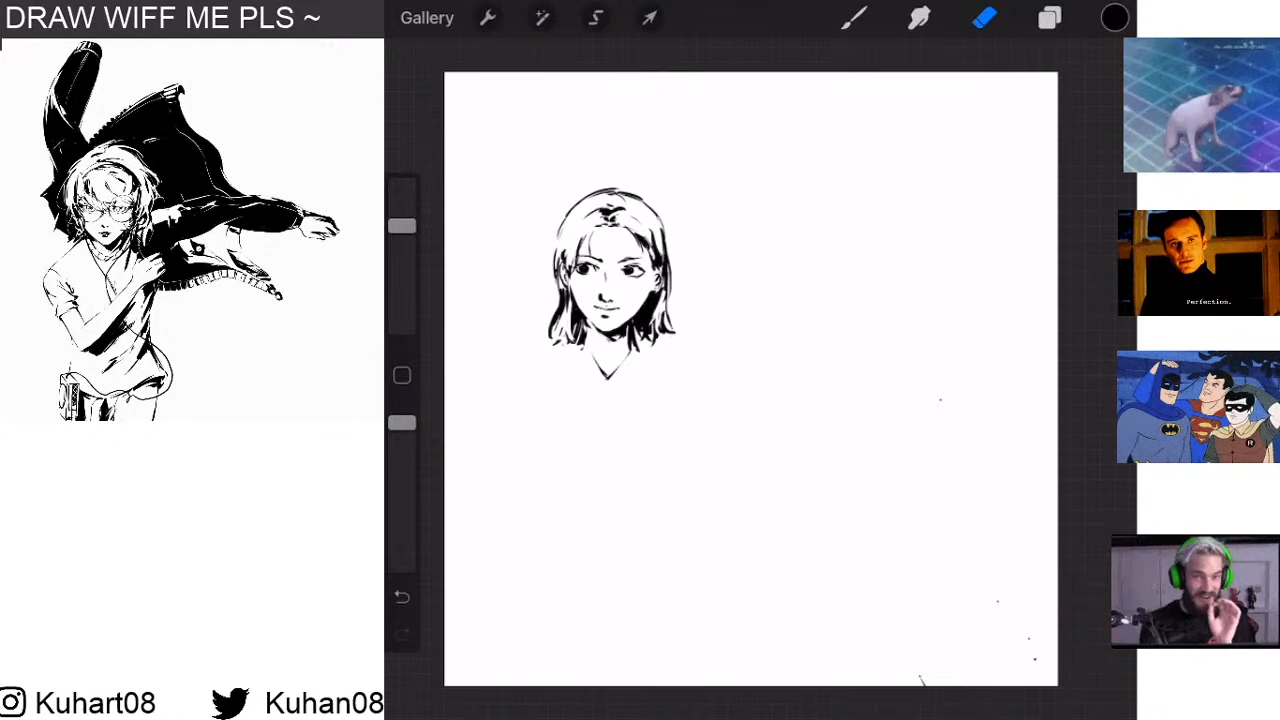 DRAW WIFF ME PLS ~
Gallery
Perfection.
Kuhart08
Kuhan08